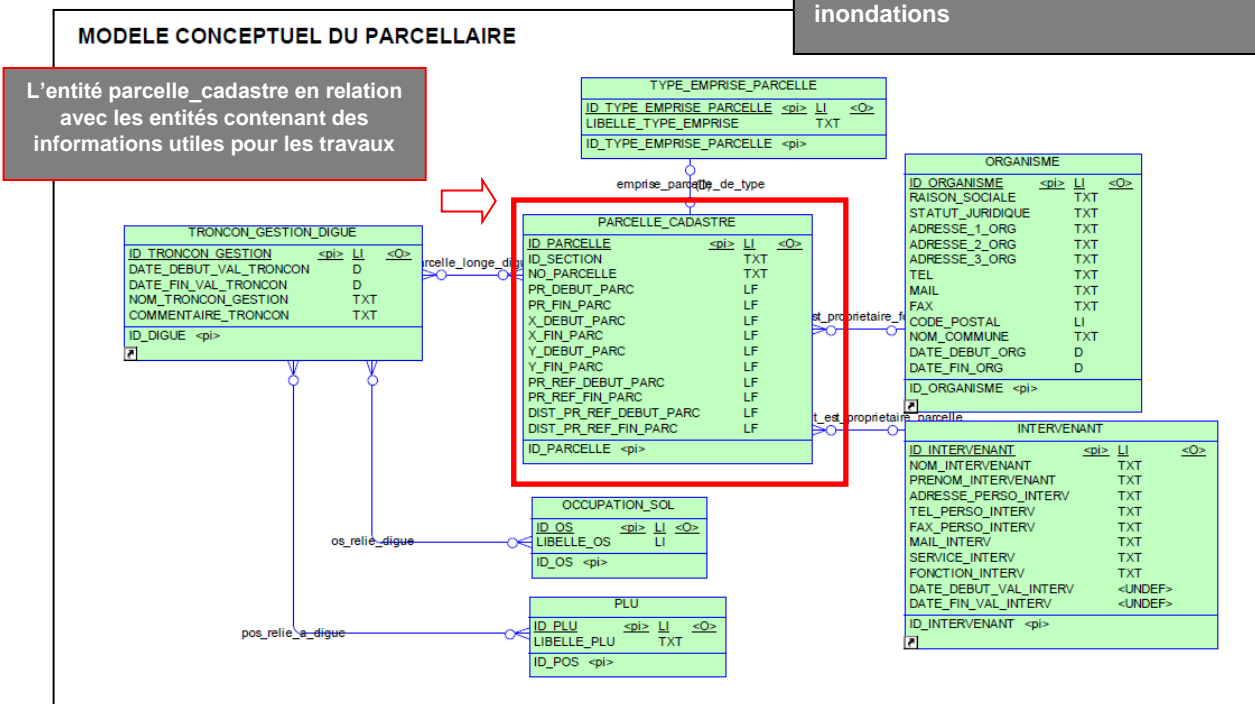 inondations
MODELE CONCEPTUEL DU PARCELLAIRE
L'entité parcelle_cadastre en relation
avec les entités contenant des
informations utiles pour les travaux
TYPE_EMPRISE_PARCELLE
ID_TYPE_EMPRISE_PARCELLE <pi> LI <O>
LIBELLE_TYPE_EMPRISE TXT
ID_TYPE_EMPRISE_PARCELLE <pi>
TRONCON_GESTION_DIGUE
ID_TRONCON_GESTION <pi> LI <O>
DATE_DEBUT_VAL_TRONCON D
DATE_FIN_VAL_TRONCON D
NOM_TRONCON_GESTION TXT
COMMENTAIRE_TRONCON TXT
ID_DIGUE <pi>
PARCELLE_CADASTRE
ID_PARCELLE <pi> LI <O>
ID_SECTION TXT
NO_PARCELLE TXT
PR_DEBUT_PARC LF
PR_FIN_PARC LF
X_DEBUT_PARC LF
X_FIN_PARC LF
Y_DEBUT_PARC LF
Y_FIN_PARC LF
PR_REF_DEBUT_PARC LF
PR_REF_FIN_PARC LF
DIST_PR_REF_DEBUT_PARC LF
DIST_PR_REF_FIN_PARC LF
ID_PARCELLE <pi>
ORGANISME
ID_ORGANISME <pi> LI <O>
RAISON_SOCIALE TXT
STATUT_JURIDIQUE TXT
ADRESSE_1_ORG TXT
ADRESSE_2_ORG TXT
ADRESSE_3_ORG TXT
TEL TXT
MAIL TXT
FAX TXT
CODE_POSTAL LI
NOM_COMMUNE TXT
DATE_DEBUT_ORG D
DATE_FIN_ORG D
ID_ORGANISME <pi>
INTERVENANT
ID_INTERVENANT <pi> LI <O>
NOM_INTERVENANT TXT
PRENOM_INTERVENANT TXT
ADRESSE_PERSO_INTERV TXT
TEL_PERSO_INTERV TXT
FAX_PERSO_INTERV TXT
MAIL_INTERV TXT
SERVICE_INTERV TXT
FONCTION_INTERV TXT
DATE_DEBUT_VAL_INTERV <UNDEF>
DATE_FIN_VAL_INTERV <UNDEF>
ID_INTERVENANT <pi>
os_relie_digue
OCCUPATION_SOL
ID_OS <pi> LI <O>
LIBELLE_OS LI
ID_OS <pi>
pos_relie_a_digue
PLU
ID_PLU <pi> LI <O>
LIBELLE_PLU TXT
ID_POS <pi>